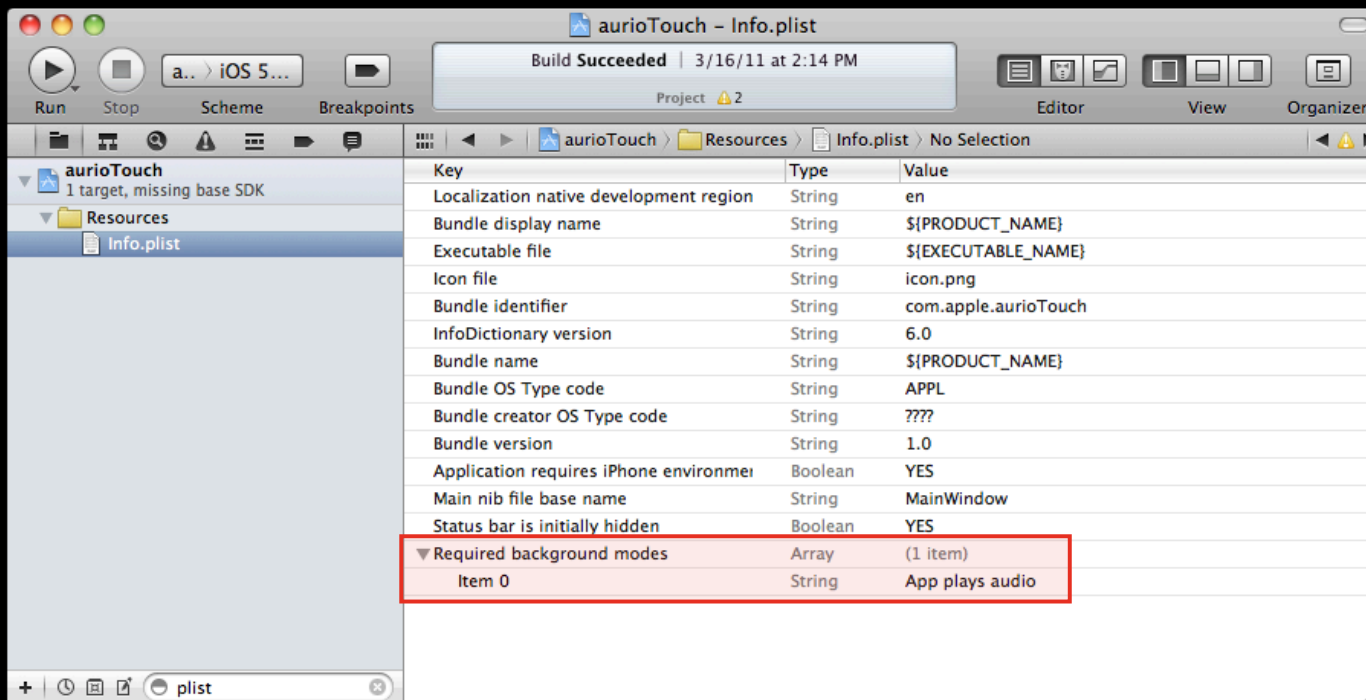 aurioTouch – Info.plist
Build Succeeded | 3/16/11 at 2:14 PM
a.. 〉 iOS 5...
Project 2
Run Stop Scheme Breakpoints Editor View Organizer
aurioTouch 〉 Resources 〉 Info.plist 〉 No Selection
aurioTouch
1 target, missing base SDK
Resources
Info.plist
Key Type Value
Localization native development region String en
Bundle display name String ${PRODUCT_NAME}
Executable file String ${EXECUTABLE_NAME}
Icon file String icon.png
Bundle identifier String com.apple.aurioTouch
InfoDictionary version String 6.0
Bundle name String ${PRODUCT_NAME}
Bundle OS Type code String APPL
Bundle creator OS Type code String ????
Bundle version String 1.0
Application requires iPhone environme Boolean YES
Main nib file base name String MainWindow
Status bar is initially hidden Boolean YES
Required background modes Array (1 item)
Item 0 String App plays audio
plist